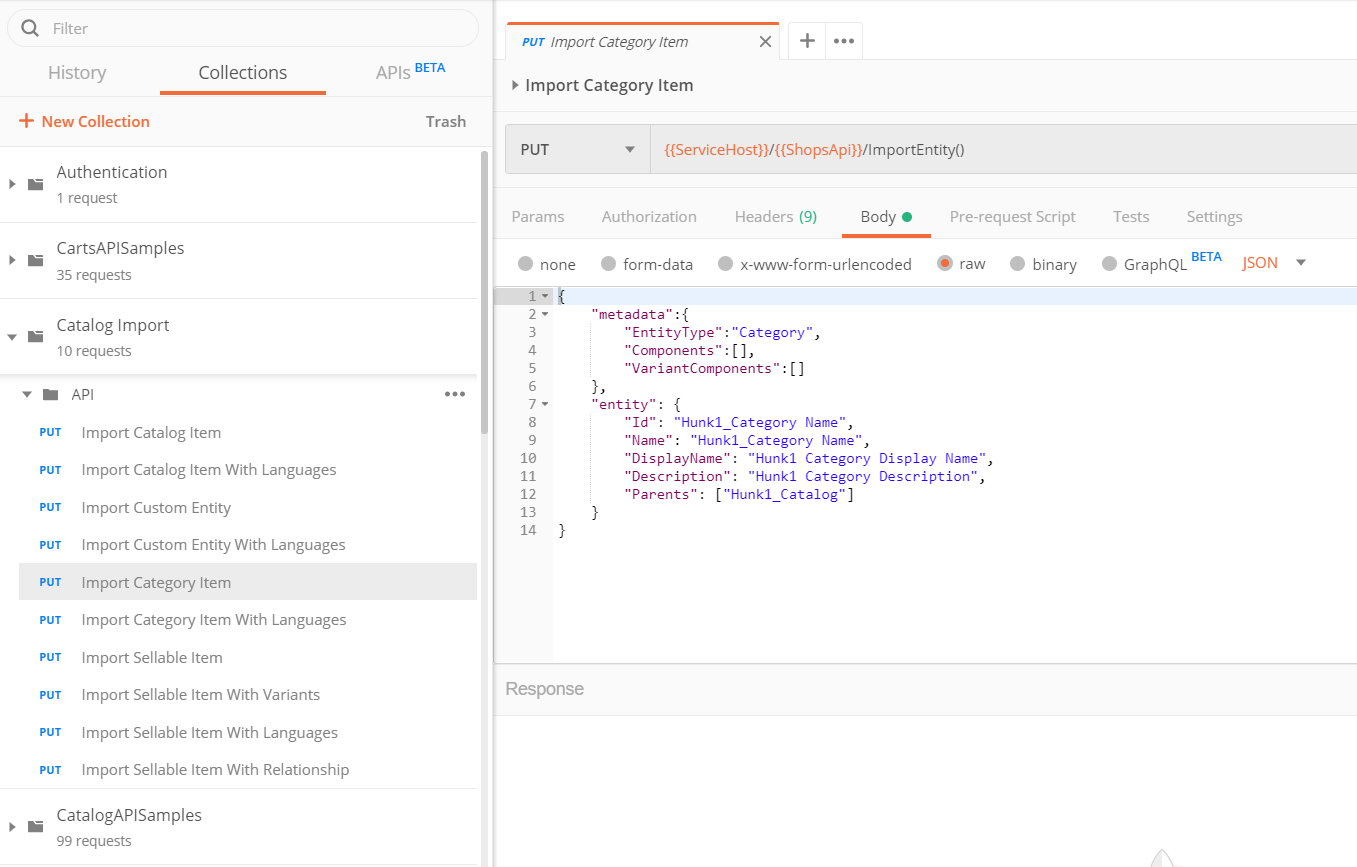 Filter
History Collections APIs BETA
+ New Collection Trash
Authentication
1 request
CartsAPISamples
35 requests
Catalog Import
10 requests
API
PUT Import Catalog Item
PUT Import Catalog Item With Languages
PUT Import Custom Entity
PUT Import Custom Entity With Languages
PUT Import Category Item
PUT Import Category Item With Languages
PUT Import Sellable Item
PUT Import Sellable Item With Variants
PUT Import Sellable Item With Languages
PUT Import Sellable Item With Relationship
CatalogAPISamples
99 requests
PUT Import Category Item
Import Category Item
PUT {{ServiceHost}}/{{ShopsApi}}/ImportEntity()
Params Authorization Headers (9) Body Pre-request Script Tests Settings
none form-data x-www-form-urlencoded raw binary GraphQL BETA JSON
1 {
2 "metadata":{
3 "EntityType":"Category",
4 "Components":[],
5 "VariantComponents":[]
6 },
7 "entity": {
8 "Id": "Hunk1_Category Name",
9 "Name": "Hunk1_Category Name",
10 "DisplayName": "Hunk1 Category Display Name",
11 "Description": "Hunk1 Category Description",
12 "Parents": ["Hunk1_Catalog"]
13 }
14 }
Response